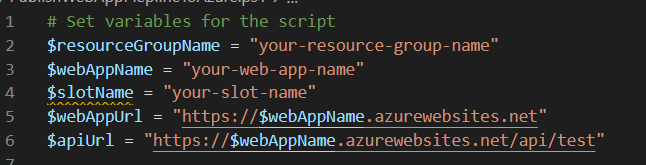 1 # Set variables for the script
2 $resourceGroupName = "your-resource-group-name"
3 $webAppName = "your-web-app-name"
4 $slotName = "your-slot-name"
5 $webAppUrl = "https://$webAppName.azurewebsites.net"
6 $apiUrl = "https://$webAppName.azurewebsites.net/api/test"